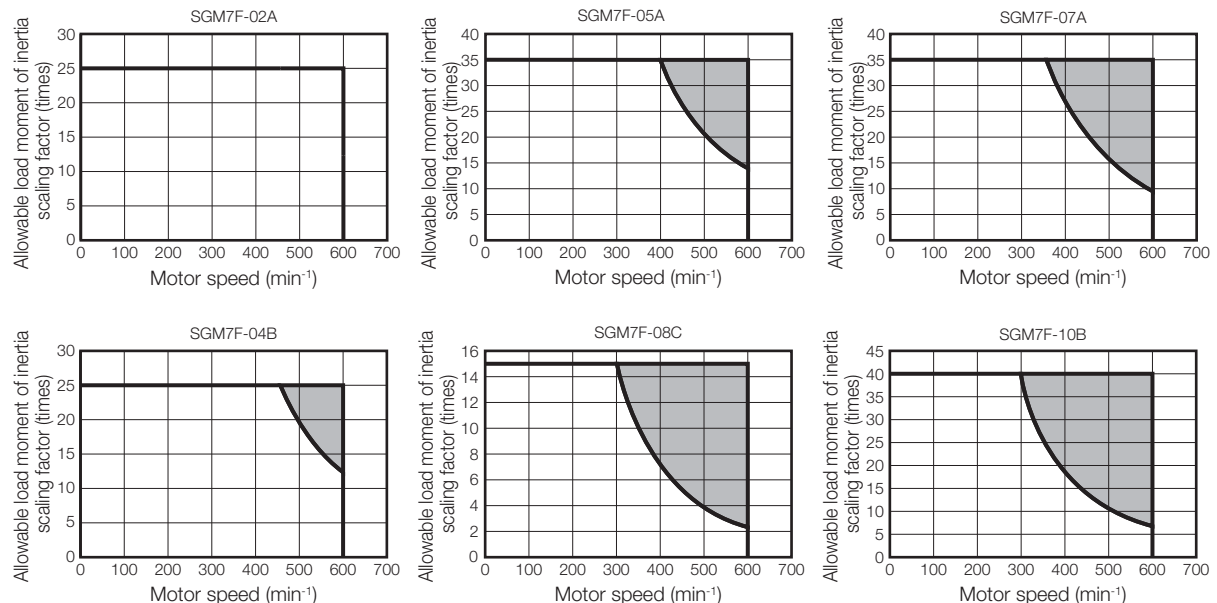 SGM7F-02A
Allowable load moment of inertia
scaling factor (times)
30
25
20
15
10
5
0
0 100 200 300 400 500 600 700
Motor speed (min⁻¹)
SGM7F-05A
Allowable load moment of inertia
scaling factor (times)
40
35
30
25
20
15
10
5
0
0 100 200 300 400 500 600 700
Motor speed (min⁻¹)
SGM7F-07A
Allowable load moment of inertia
scaling factor (times)
40
35
30
25
20
15
10
5
0
0 100 200 300 400 500 600 700
Motor speed (min⁻¹)
SGM7F-04B
Allowable load moment of inertia
scaling factor (times)
30
25
20
15
10
5
0
0 100 200 300 400 500 600 700
Motor speed (min⁻¹)
SGM7F-08C
Allowable load moment of inertia
scaling factor (times)
16
14
12
10
8
6
4
2
0
0 100 200 300 400 500 600 700
Motor speed (min⁻¹)
SGM7F-10B
Allowable load moment of inertia
scaling factor (times)
45
40
35
30
25
20
15
10
5
0
0 100 200 300 400 500 600 700
Motor speed (min⁻¹)